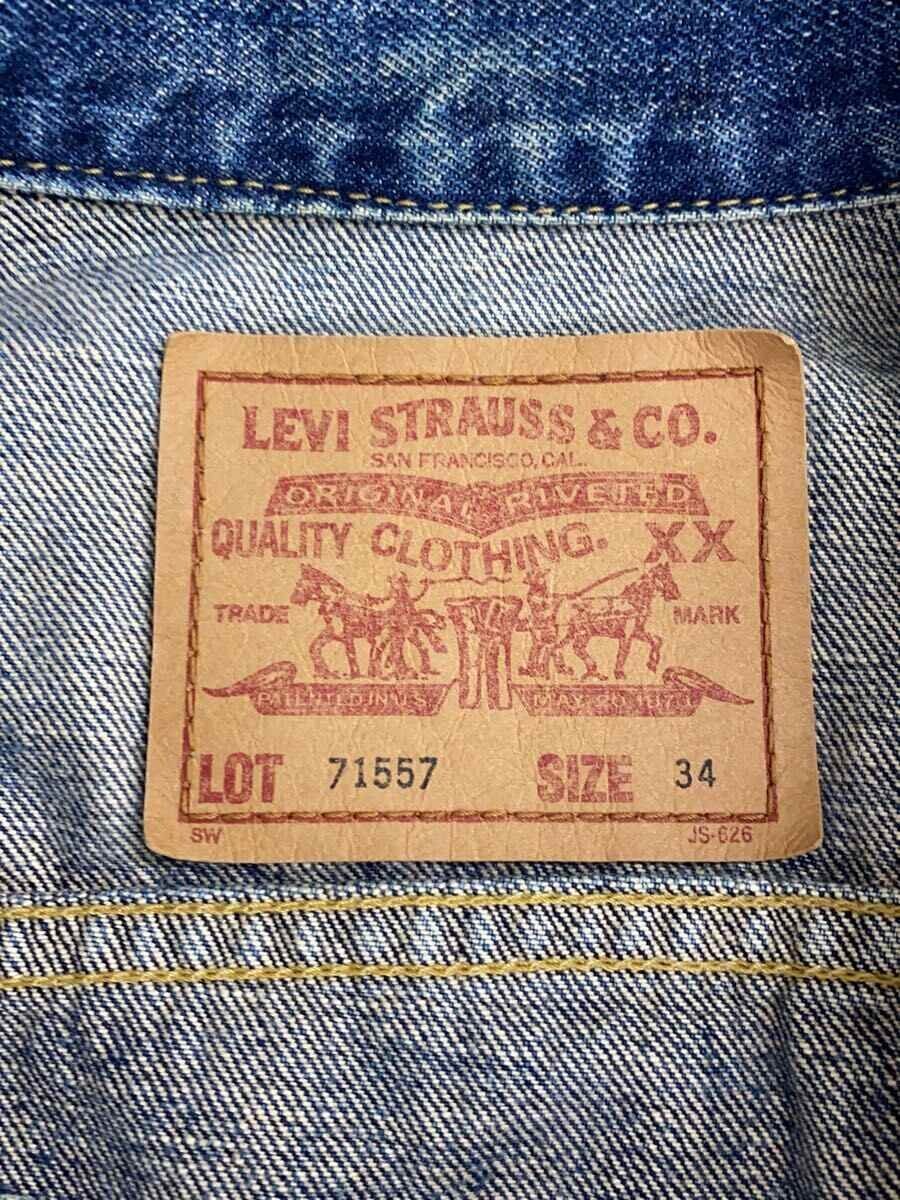 LEVI STRAUSS & CO.
SAN FRANCISCO, CAL.
ORIGINAL RIVETED
QUALITY CLOTHING. XX
TRADE MARK
LOT 71557 SIZE 34
SW JS-626